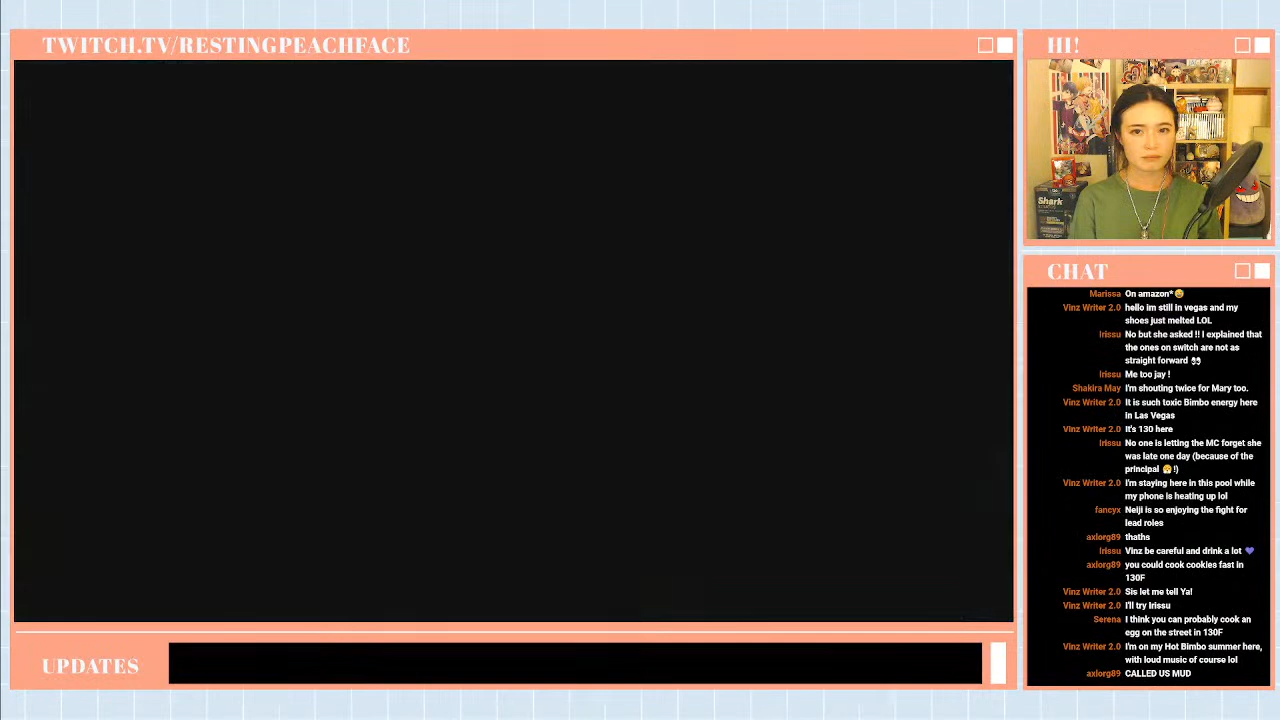 TWITCH.TV/RESTINGPEACHFACE
HI!
Shark
CHAT
Marissa On amazon*😅
Vinz Writer 2.0 hello im still in vegas and my
shoes just melted LOL
Irissu No but she asked !! I explained that
the ones on switch are not as
straight forward 👀
Irissu Me too jay !
Shakira May I'm shouting twice for Mary too.
Vinz Writer 2.0 It is such toxic Bimbo energy here
in Las Vegas
Vinz Writer 2.0 It's 130 here
Irissu No one is letting the MC forget she
was late one day (because of the
principal 😤!)
Vinz Writer 2.0 I'm staying here in this pool while
my phone is heating up lol
fancyx Neiji is so enjoying the fight for
lead roles
axlorg89 thaths
Irissu Vinz be careful and drink a lot 💜
axlorg89 you could cook cookies fast in
130F
Vinz Writer 2.0 Sis let me tell Ya!
Vinz Writer 2.0 I'll try Irissu
Serena I think you can probably cook an
egg on the street in 130F
Vinz Writer 2.0 I'm on my Hot Bimbo summer here,
with loud music of course lol
axlorg89 CALLED US MUD
UPDATES